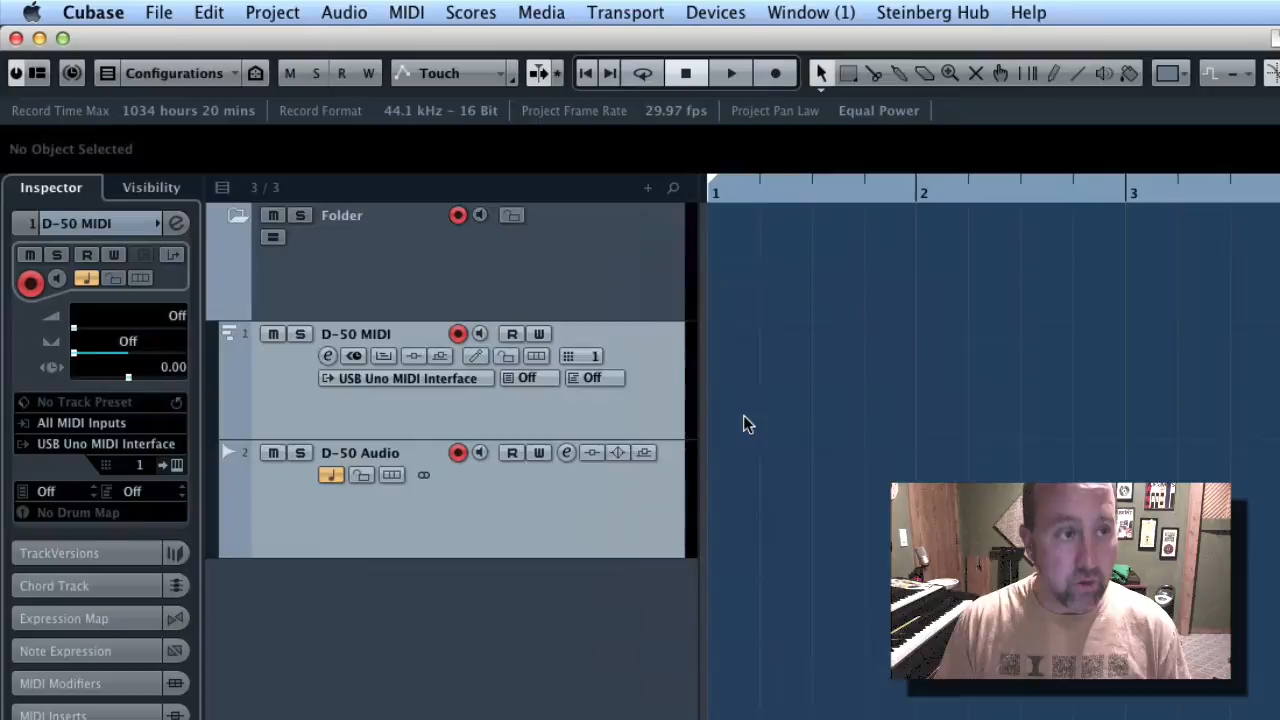 Cubase File Edit Project Audio MIDI Scores Media Transport Devices Window (1) Steinberg Hub Help
Configurations M S R W Touch
Record Time Max 1034 hours 20 mins Record Format 44.1 kHz - 16 Bit Project Frame Rate 29.97 fps Project Pan Law Equal Power
No Object Selected
Inspector Visibility 3 / 3 + 1 2 3
1 D-50 MIDI e
m S Folder
m S R W
Off
1 m S D-50 MIDI R W
Off
e 1
0.00
USB Uno MIDI Interface Off Off
No Track Preset
All MIDI Inputs
USB Uno MIDI Interface
2 m S D-50 Audio R W e
1
Off Off
No Drum Map
TrackVersions
Chord Track
Expression Map
Note Expression
MIDI Modifiers
MIDI Inserts